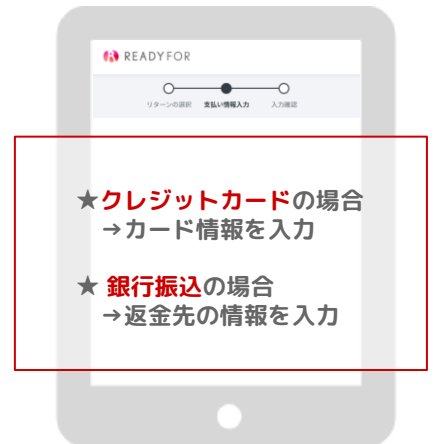 READYFOR
リターンの選択 支払い情報入力 入力確認
★クレジットカードの場合
→カード情報を入力
★ 銀行振込の場合
→返金先の情報を入力